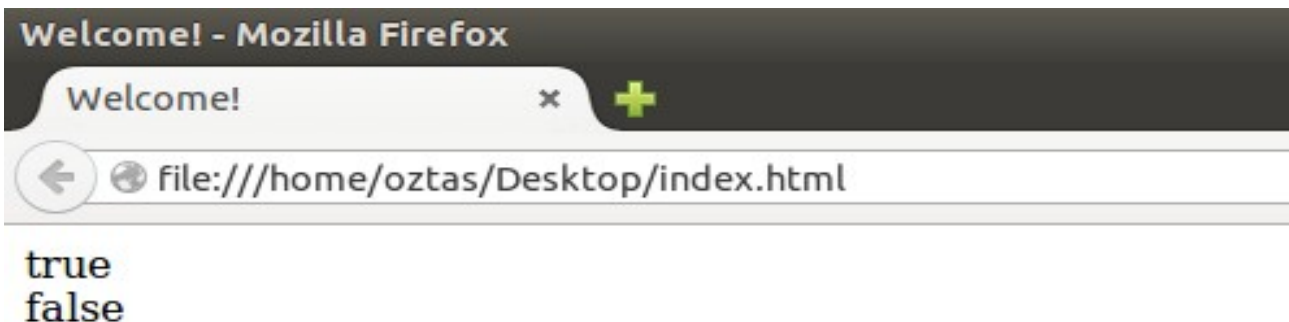 Welcome! - Mozilla Firefox
Welcome!
file:///home/oztas/Desktop/index.html
true
false